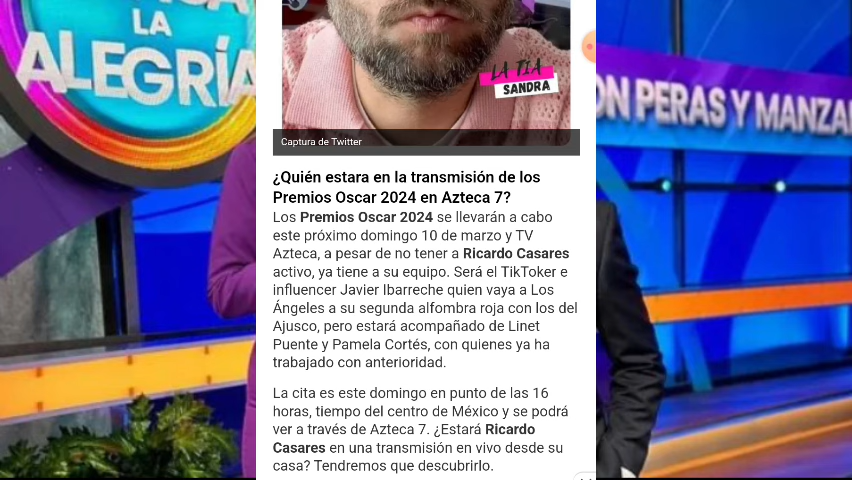 LA
ALEGRÍA
LA TIA
SANDRA
Captura de Twitter
¿Quién estara en la transmisión de los
Premios Oscar 2024 en Azteca 7?
Los Premios Oscar 2024 se llevarán a cabo
este próximo domingo 10 de marzo y TV
Azteca, a pesar de no tener a Ricardo Casares
activo, ya tiene a su equipo. Será el TikToker e
influencer Javier Ibarreche quien vaya a Los
Ángeles a su segunda alfombra roja con los del
Ajusco, pero estará acompañado de Linet
Puente y Pamela Cortés, con quienes ya ha
trabajado con anterioridad.
La cita es este domingo en punto de las 16
horas, tiempo del centro de México y se podrá
ver a través de Azteca 7. ¿Estará Ricardo
Casares en una transmisión en vivo desde su
casa? Tendremos que descubrirlo.
ON PERAS Y MANZA